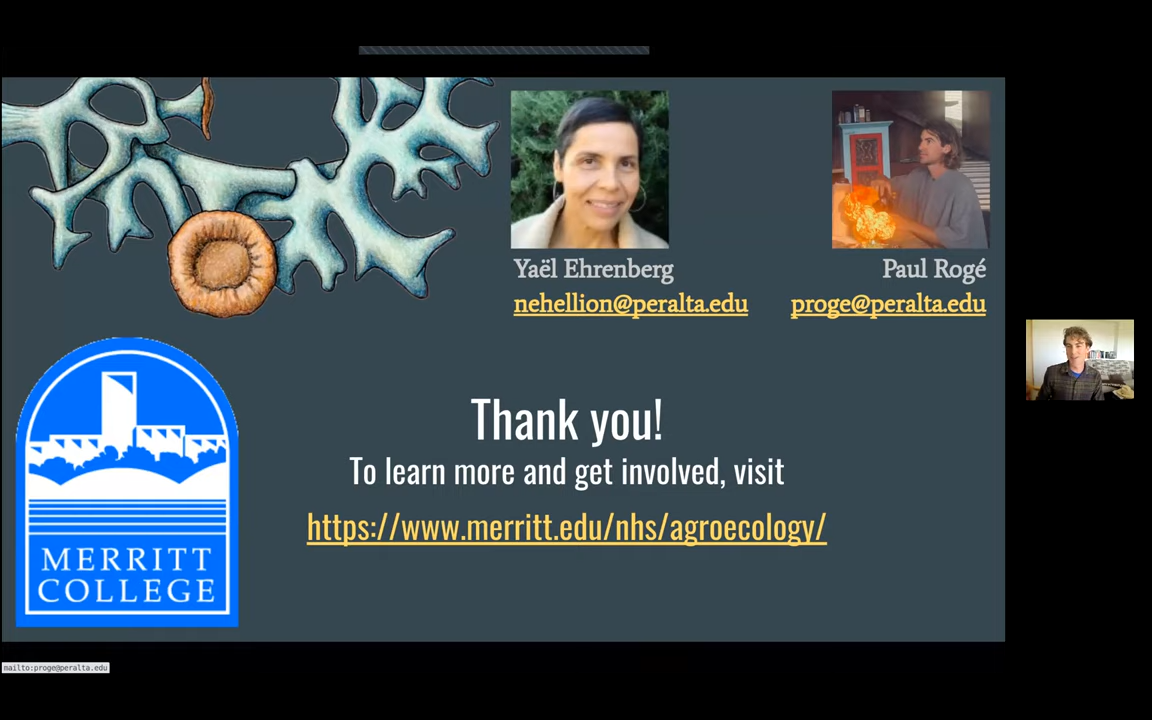 Yaël Ehrenberg
nehellion@peralta.edu
Paul Rogé
proge@peralta.edu
Thank you!
To learn more and get involved, visit
https://www.merritt.edu/nhs/agroecology/
MERRITT
COLLEGE
mailto:proge@peralta.edu